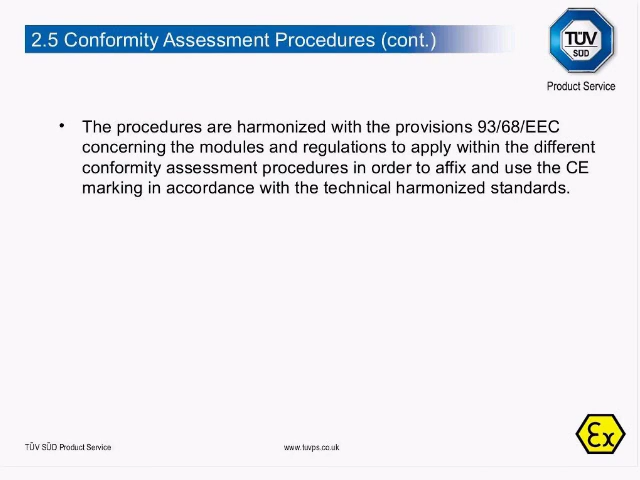 2.5 Conformity Assessment Procedures (cont.)
TÜV
SÜD
Product Service
• The procedures are harmonized with the provisions 93/68/EEC
concerning the modules and regulations to apply within the different
conformity assessment procedures in order to affix and use the CE
marking in accordance with the technical harmonized standards.
TÜV SÜD Product Service
www.tuvps.co.uk
Ex